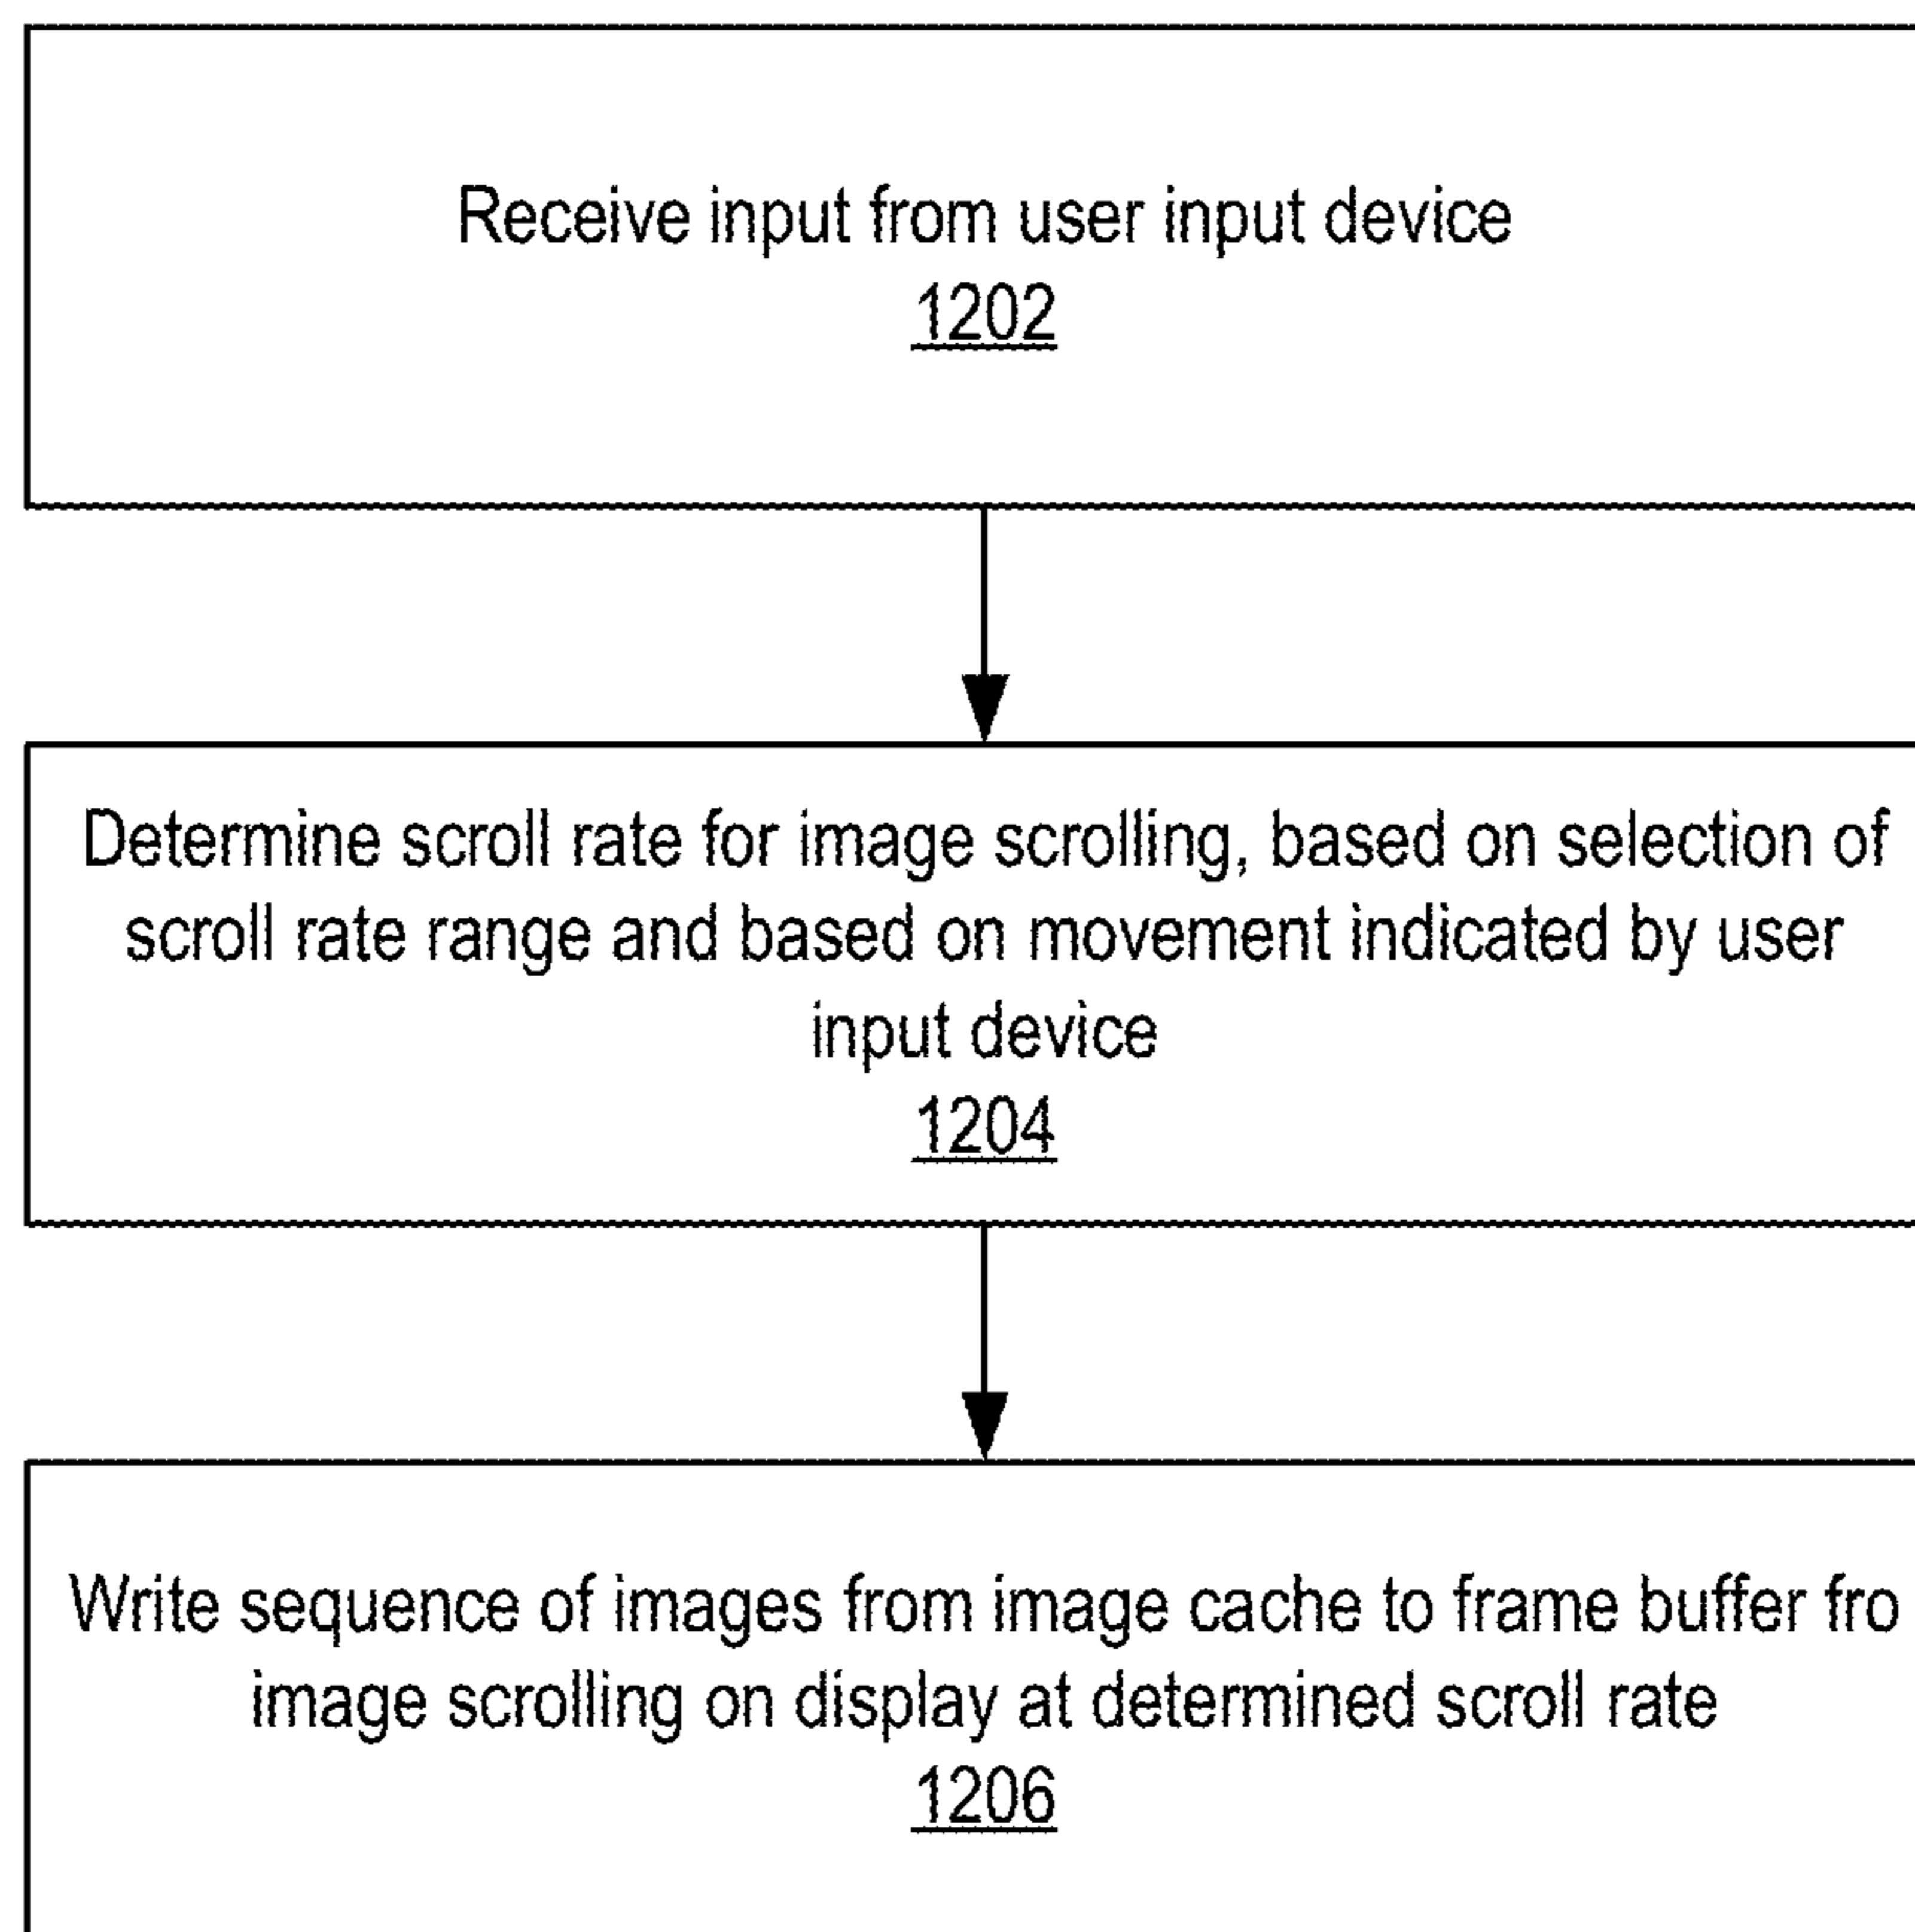 Receive input from user input device
1202
Determine scroll rate for image scrolling, based on selection of
scroll rate range and based on movement indicated by user
input device
1204
Write sequence of images from image cache to frame buffer fro
image scrolling on display at determined scroll rate
1206